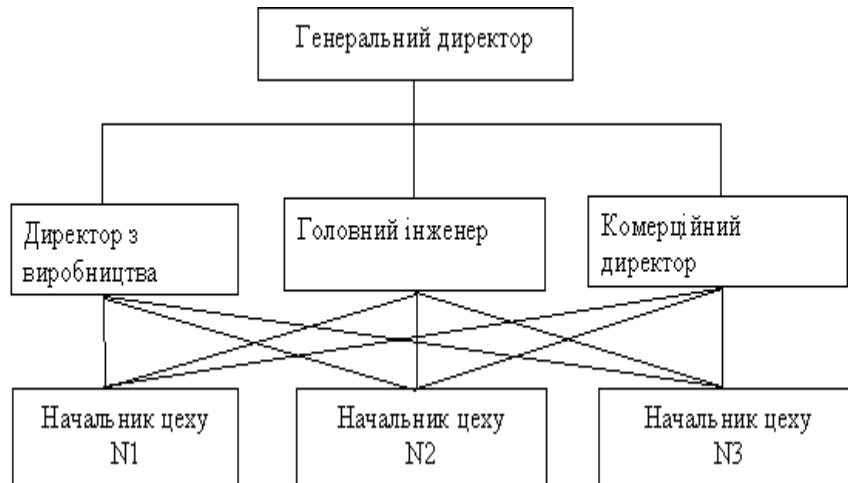 Генеральний директор
Директор з
виробництва
Головний інженер
Комерційний
директор
Начальник цеху
N1
Начальник цеху
N2
Начальник цеху
N3